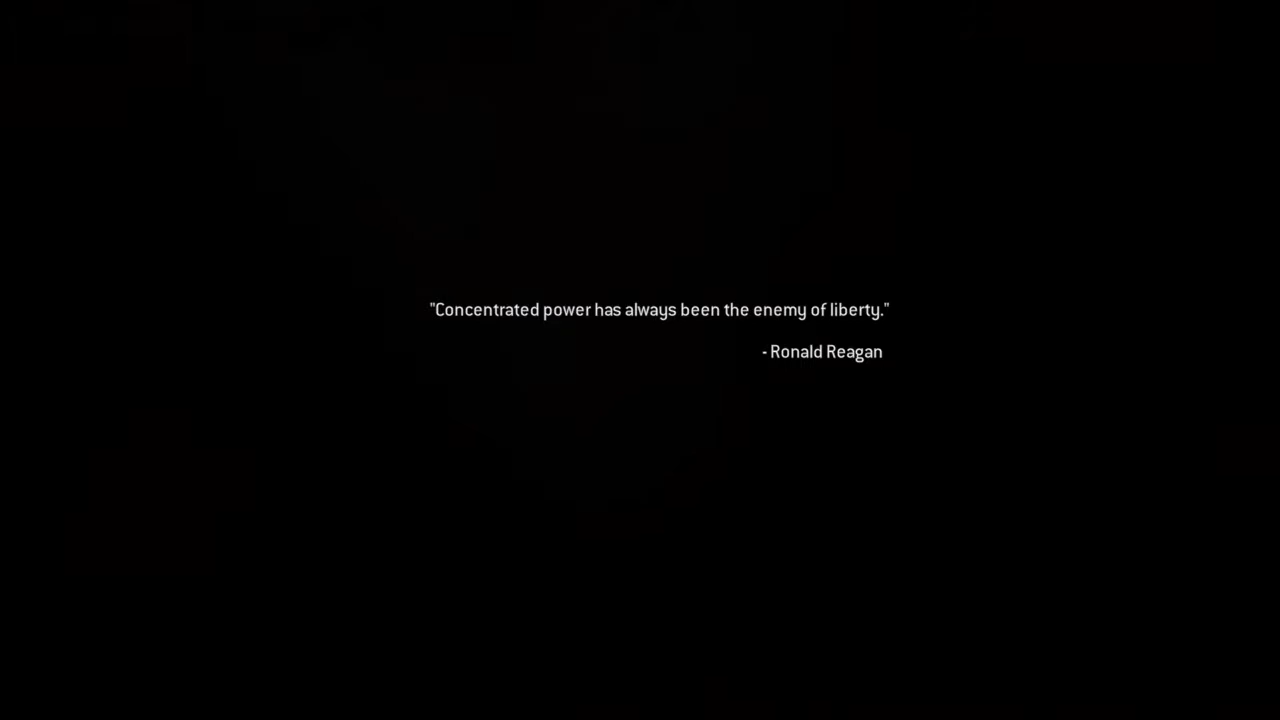 "Concentrated power has always been the enemy of liberty."
- Ronald Reagan